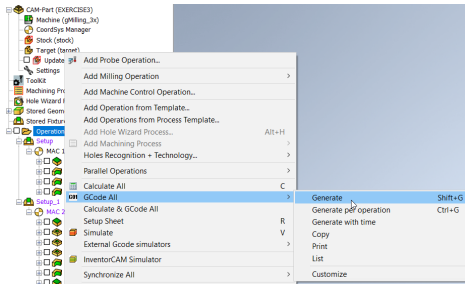 CAM-Part (EXERCISE3)
Machine (gMilling_3x)
CoordSys Manager
Stock (stock)
Target (target)
Update
Settings
ToolKit
Machining Pro
Hole Wizard
Stored Geom
Stored Fixtur
Operation
Setup
MAC 1
Setup_1
MAC 2
Add Probe Operation...
Add Milling Operation >
Add Machine Control Operation...
Add Operation from Template...
Add Operations from Process Template...
Add Hole Wizard Process... Alt+H
Add Machining Process >
Holes Recognition + Technology... >
Parallel Operations >
Calculate All C
GCode All >
Calculate & GCode All
Setup Sheet R
Simulate V
External Gcode simulators >
InventorCAM Simulator
Synchronize All >
Generate Shift+G
Generate per operation Ctrl+G
Generate with time
Copy
Print
List
Customize